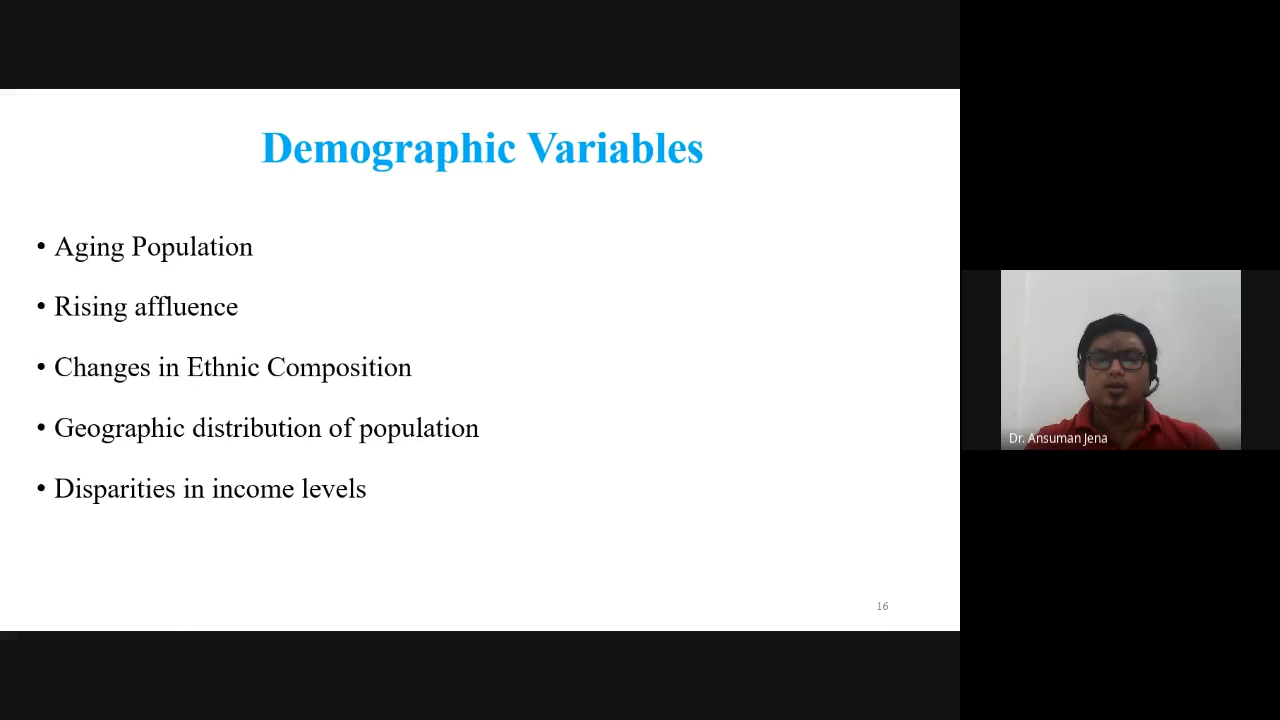 Demographic Variables
• Aging Population
• Rising affluence
• Changes in Ethnic Composition
• Geographic distribution of population
• Disparities in income levels
16
Dr. Ansuman Jena